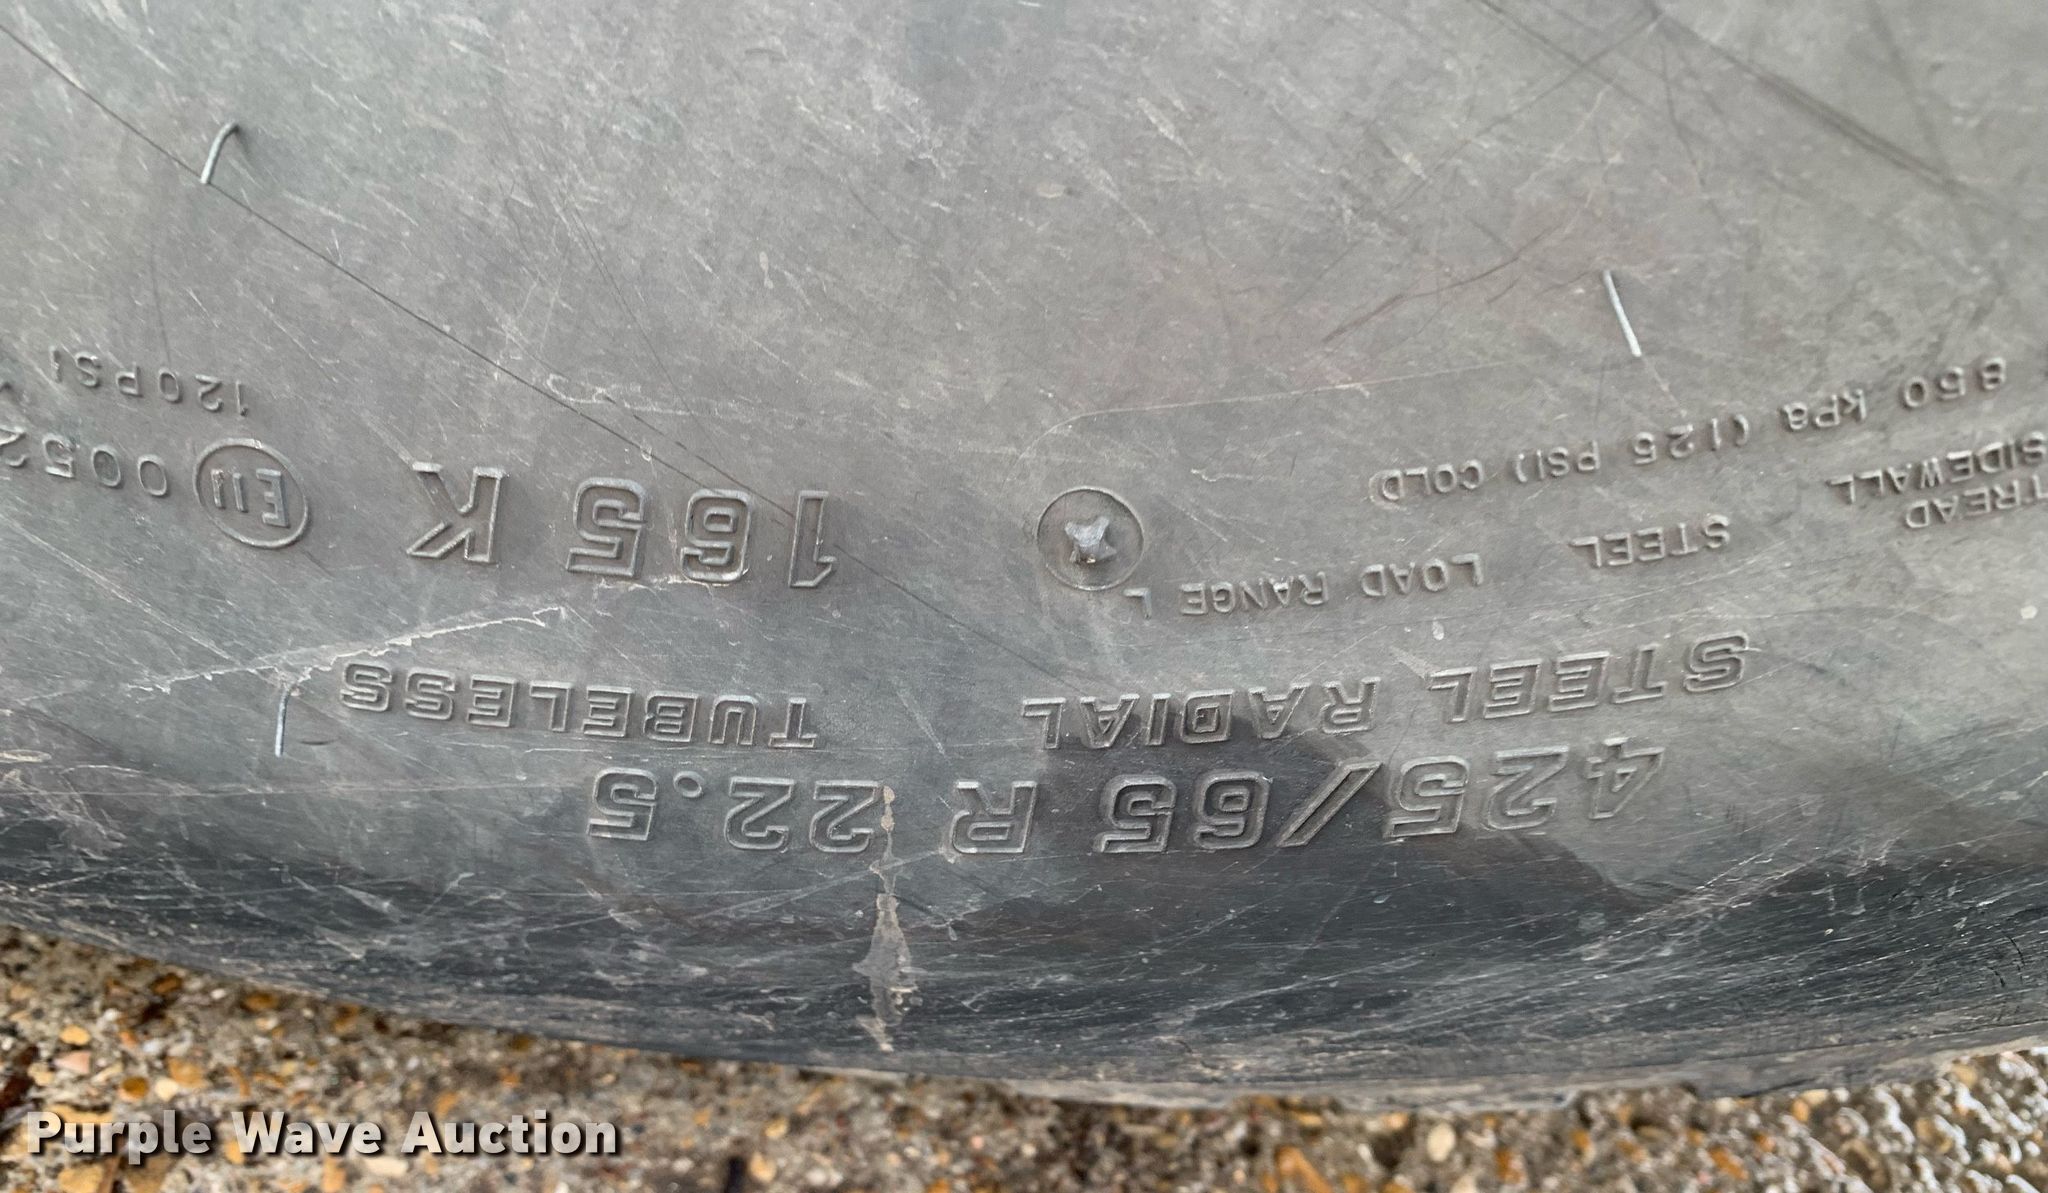 425/65 R 22.5
STEEL RADIAL TUBELESS
LOAD RANGE L
165 K
TREAD STEEL
SIDEWALL
850 kPa (125 PSI) COLD
E11 0052
120PSI
Purple Wave Auction